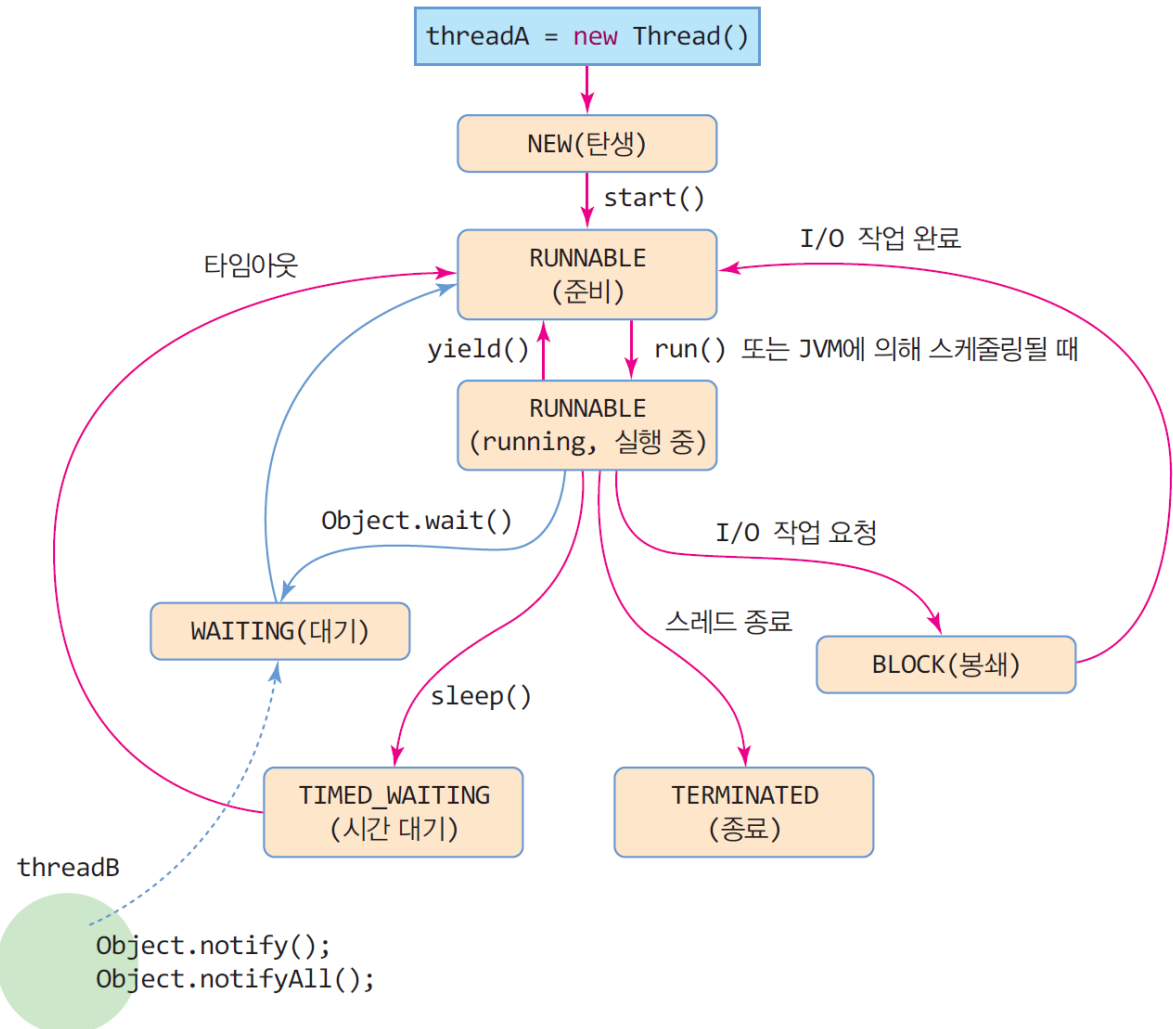 threadA = new Thread()
NEW(탄생)
start()
RUNNABLE
(준비)
I/O 작업 완료
타임아웃
yield()
run() 또는 JVM에 의해 스케줄링될 때
RUNNABLE
(running, 실행 중)
Object.wait()
I/O 작업 요청
WAITING(대기)
스레드 종료
BLOCK(봉쇄)
sleep()
TIMED_WAITING
(시간 대기)
TERMINATED
(종료)
threadB
Object.notify();
Object.notifyAll();